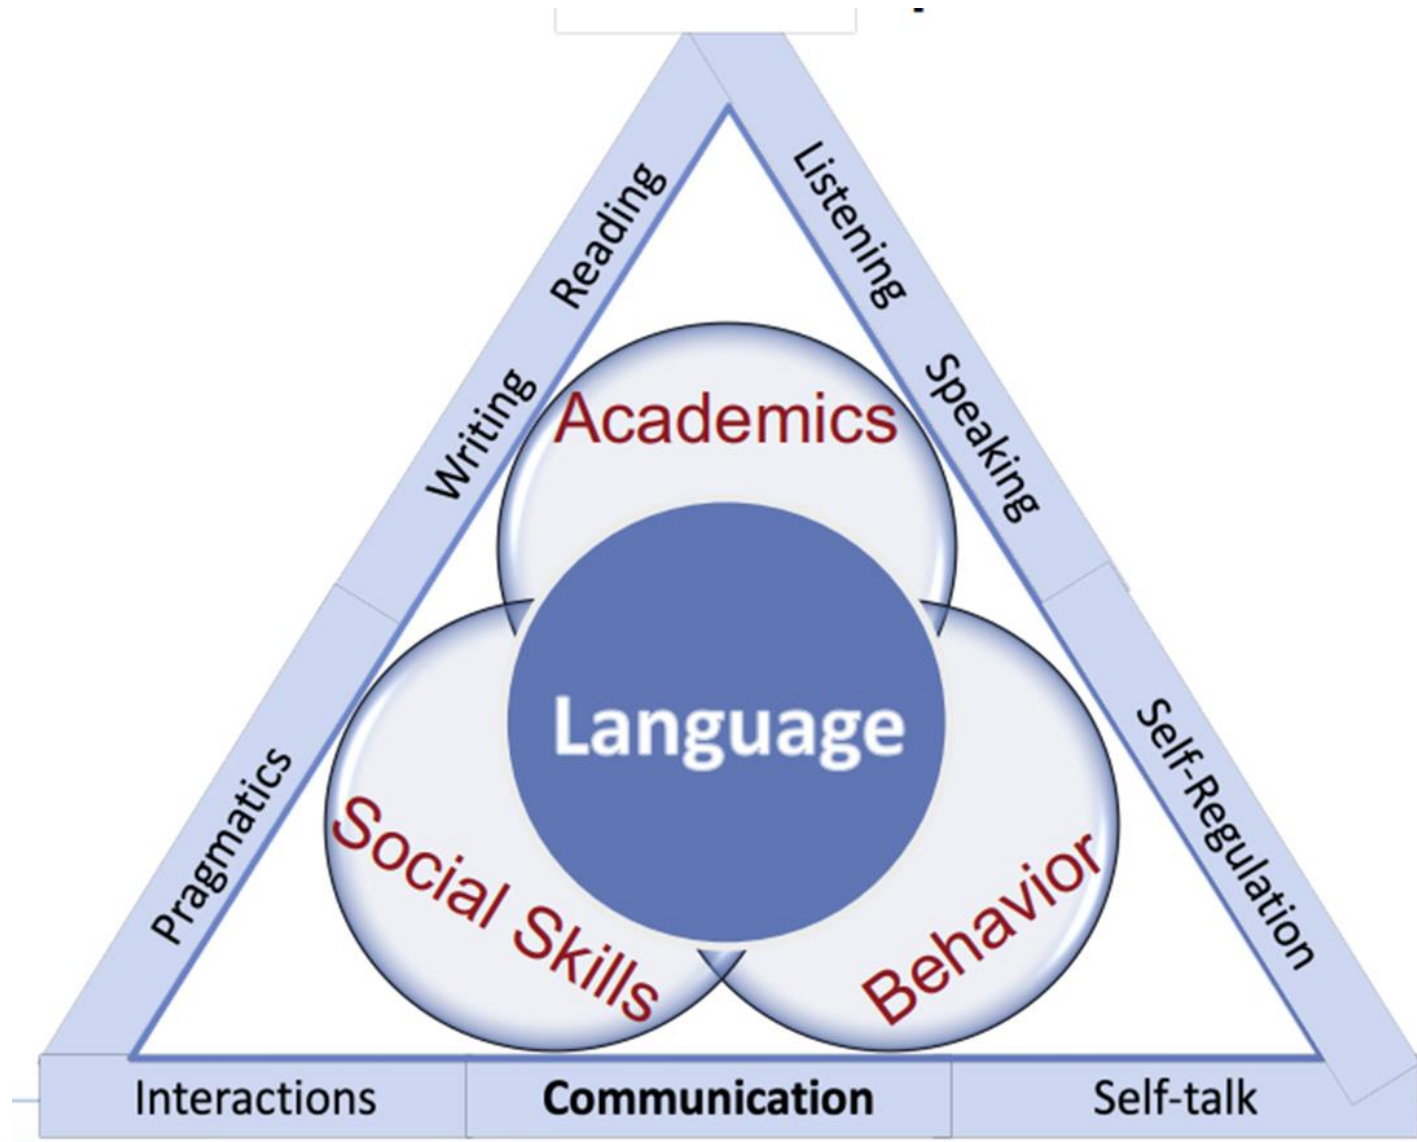 Reading
Listening
Writing
Speaking
Academics
Language
Pragmatics
Social Skills
Behavior
Self-Regulation
Interactions
Communication
Self-talk